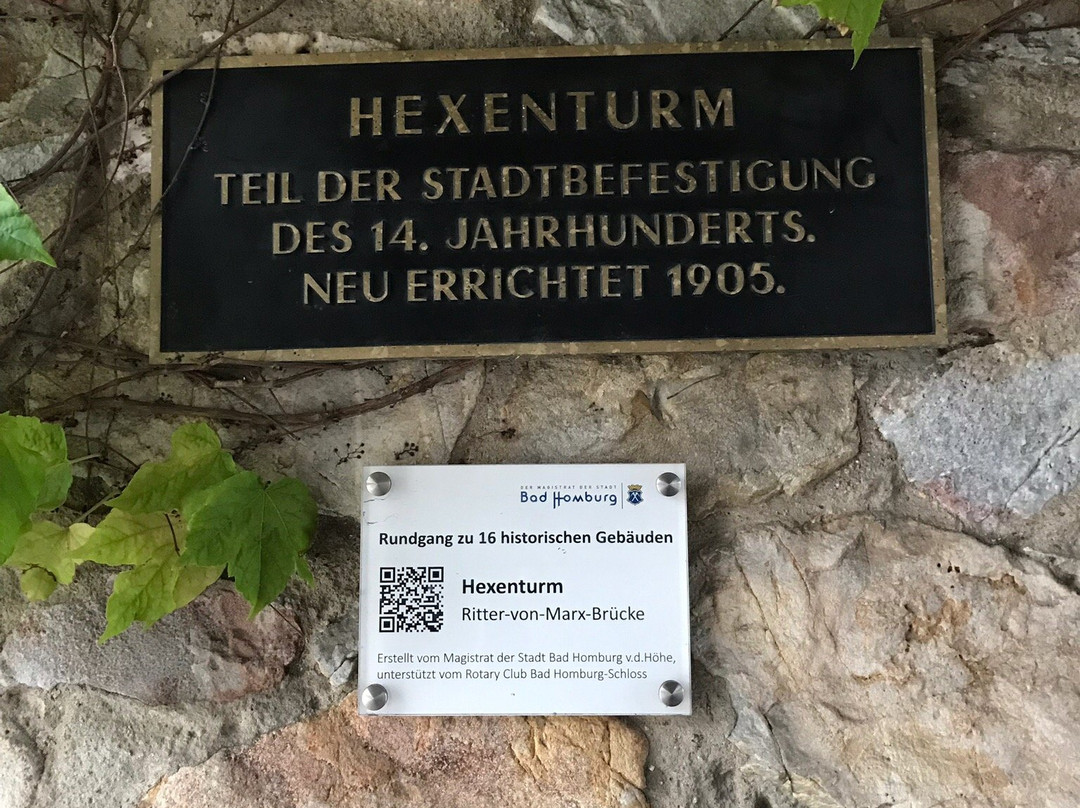 HEXENTURM
TEIL DER STADTBEFESTIGUNG
DES 14. JAHRHUNDERTS.
NEU ERRICHTET 1905.
DER MAGISTRAT DER STADT
Bad Homburg
Rundgang zu 16 historischen Gebäuden
Hexenturm
Ritter-von-Marx-Brücke
Erstellt vom Magistrat der Stadt Bad Homburg v.d.Höhe,
unterstützt vom Rotary Club Bad Homburg-Schloss